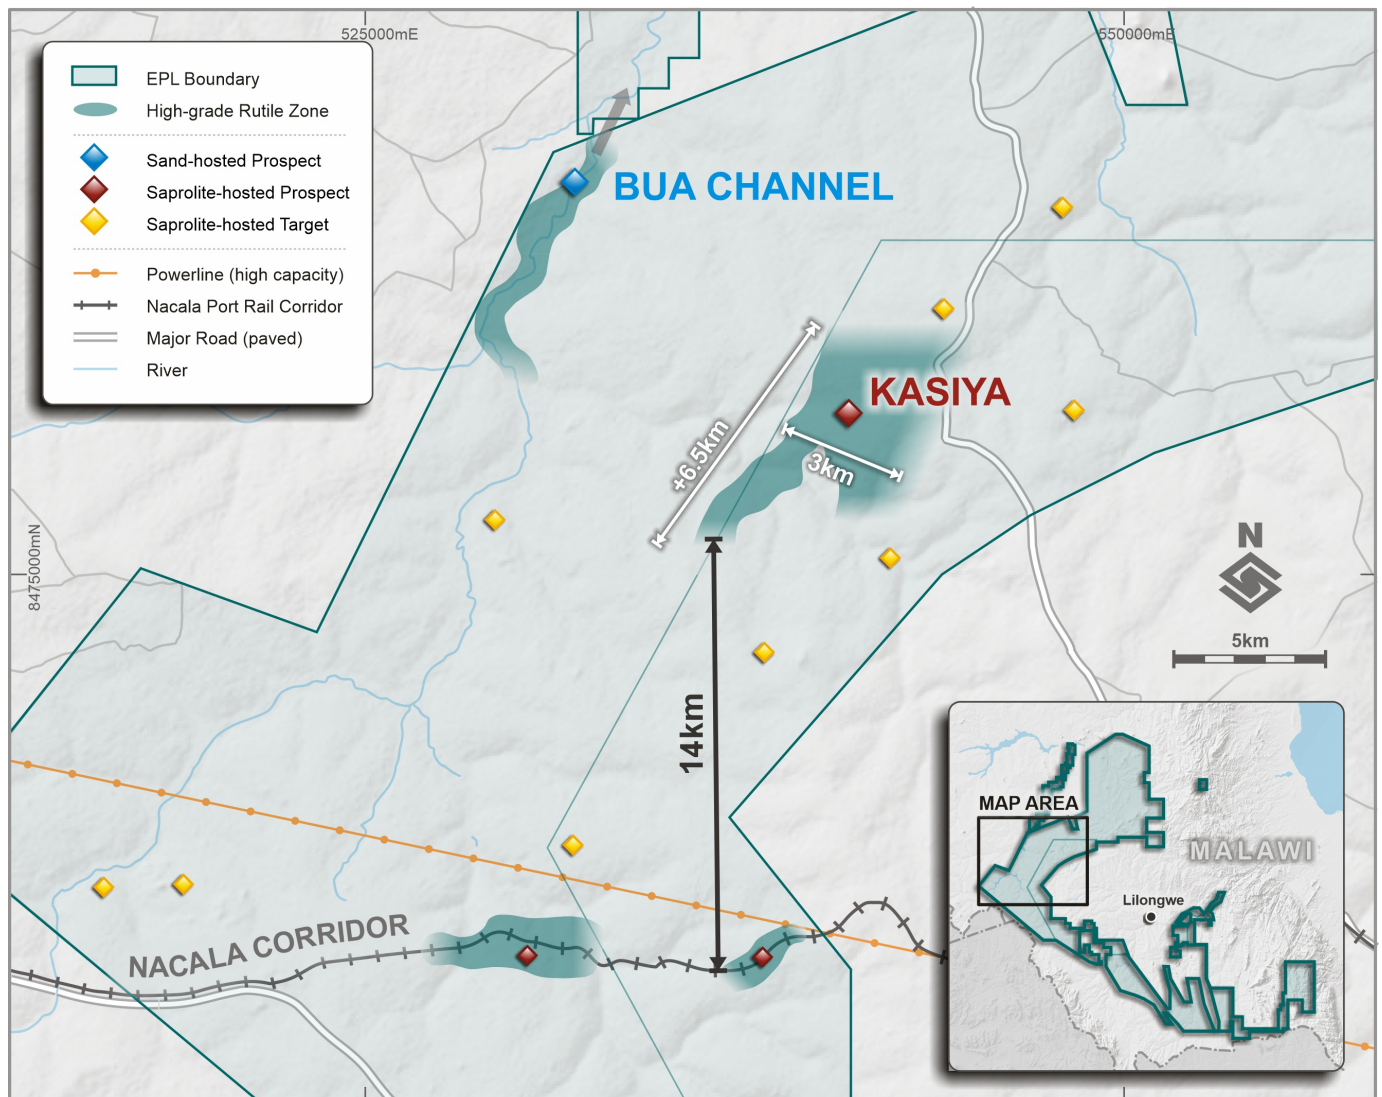 525000mE
550000mE
EPL Boundary
High-grade Rutile Zone
Sand-hosted Prospect
Saprolite-hosted Prospect
Saprolite-hosted Target
Powerline (high capacity)
Nacala Port Rail Corridor
Major Road (paved)
River
BUA CHANNEL
KASIYA
+6.5km
3km
8475000mN
N
5km
14km
MAP AREA
MALAWI
Lilongwe
NACALA CORRIDOR